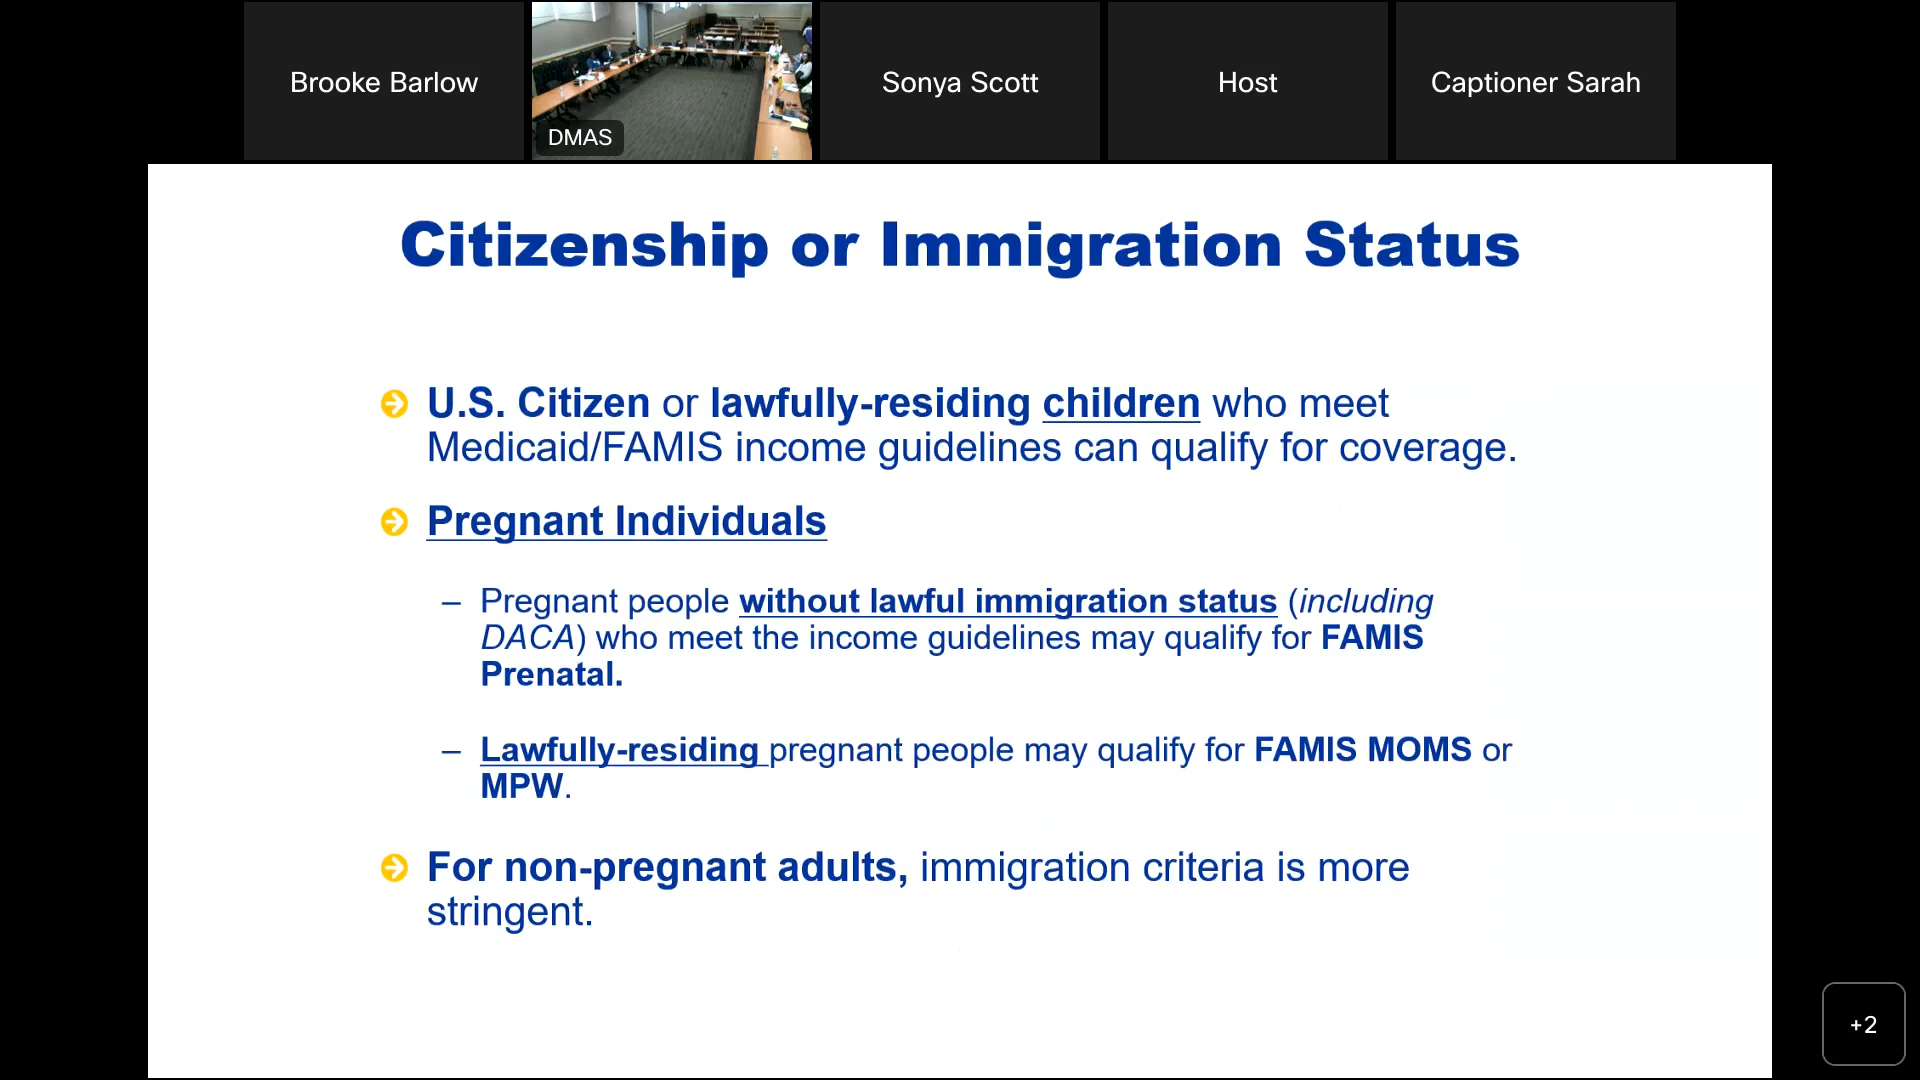 Brooke Barlow
DMAS
Sonya Scott
Host
Captioner Sarah
Citizenship or Immigration Status
U.S. Citizen or lawfully-residing children who meet
Medicaid/FAMIS income guidelines can qualify for coverage.
Pregnant Individuals
– Pregnant people without lawful immigration status (including
DACA) who meet the income guidelines may qualify for FAMIS
Prenatal.
– Lawfully-residing pregnant people may qualify for FAMIS MOMS or
MPW.
For non-pregnant adults, immigration criteria is more
stringent.
+2